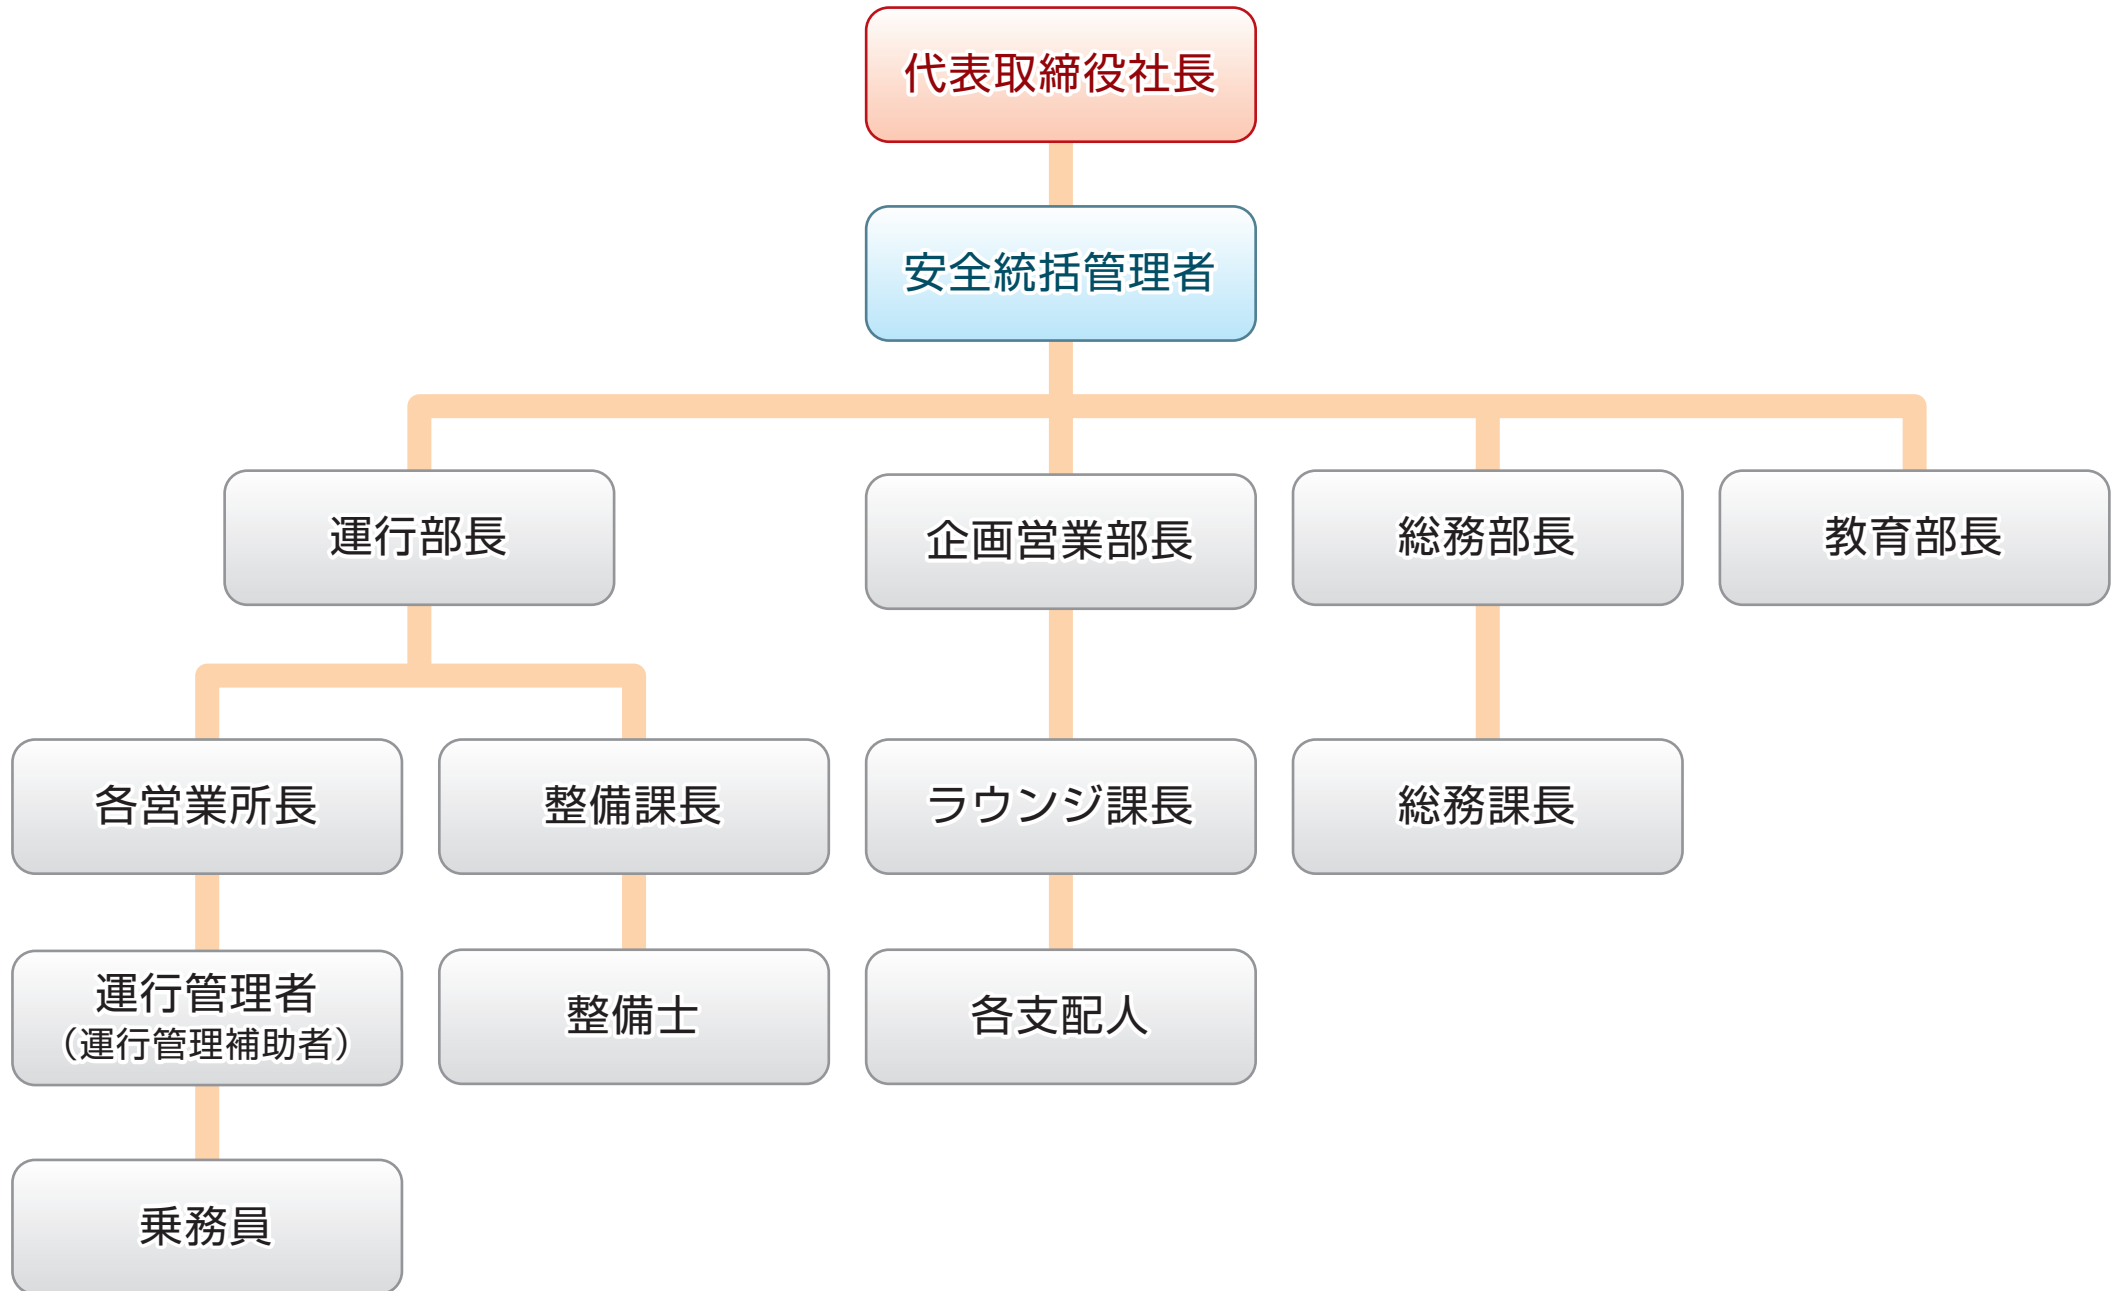 代表取締役社長
安全統括管理者
運行部長
企画営業部長
総務部長
教育部長
各営業所長
整備課長
ラウンジ課長
総務課長
運行管理者
（運行管理補助者）
整備士
各支配人
乗務員